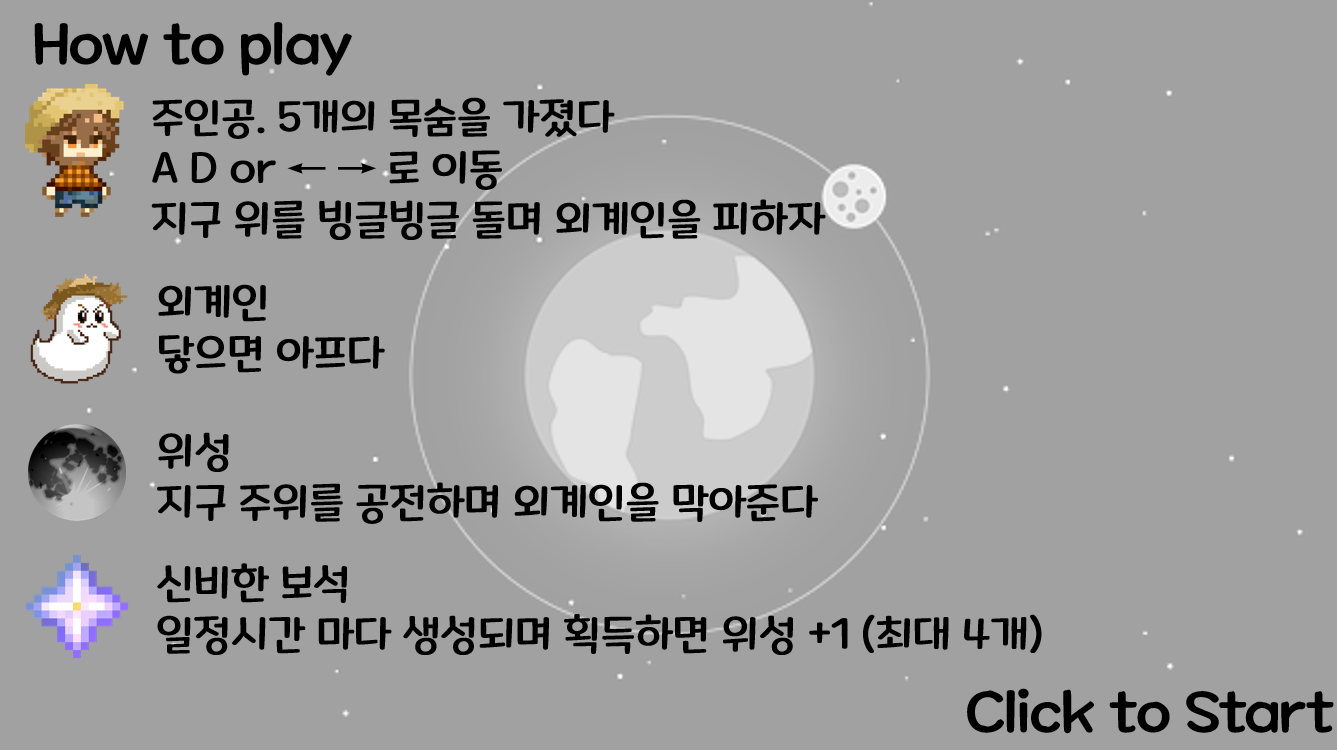 How to play
주인공. 5개의 목숨을 가졌다
A D or ← → 로 이동
지구 위를 빙글빙글 돌며 외계인을 피하자
외계인
닿으면 아프다
위성
지구 주위를 공전하며 외계인을 막아준다
신비한 보석
일정시간 마다 생성되며 획득하면 위성 +1 (최대 4개)
Click to Start